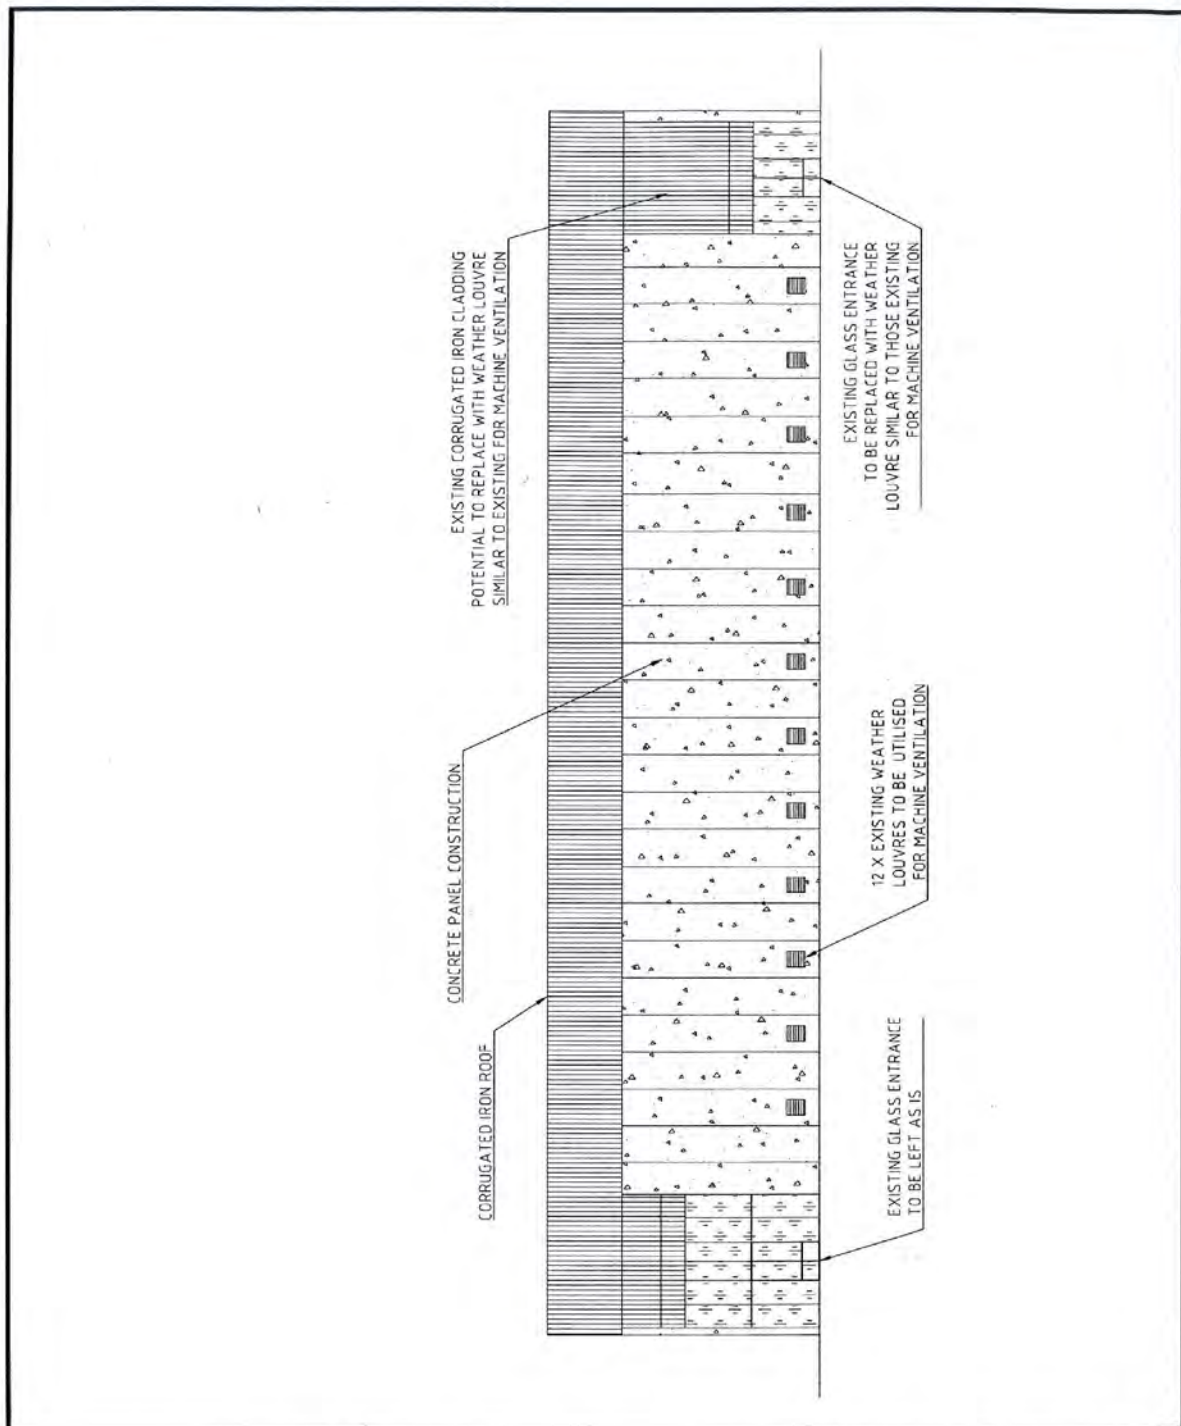 CORRUGATED IRON ROOF
CONCRETE PANEL CONSTRUCTION
EXISTING CORRUGATED IRON CLADDING
POTENTIAL TO REPLACE WITH WEATHER LOUVRE
SIMILAR TO EXISTING FOR MACHINE VENTILATION
EXISTING GLASS ENTRANCE
TO BE LEFT AS IS
12 X EXISTING WEATHER
LOUVRES TO BE UTILISED
FOR MACHINE VENTILATION
EXISTING GLASS ENTRANCE
TO BE REPLACED WITH WEATHER
LOUVRE SIMILAR TO THOSE EXISTING
FOR MACHINE VENTILATION